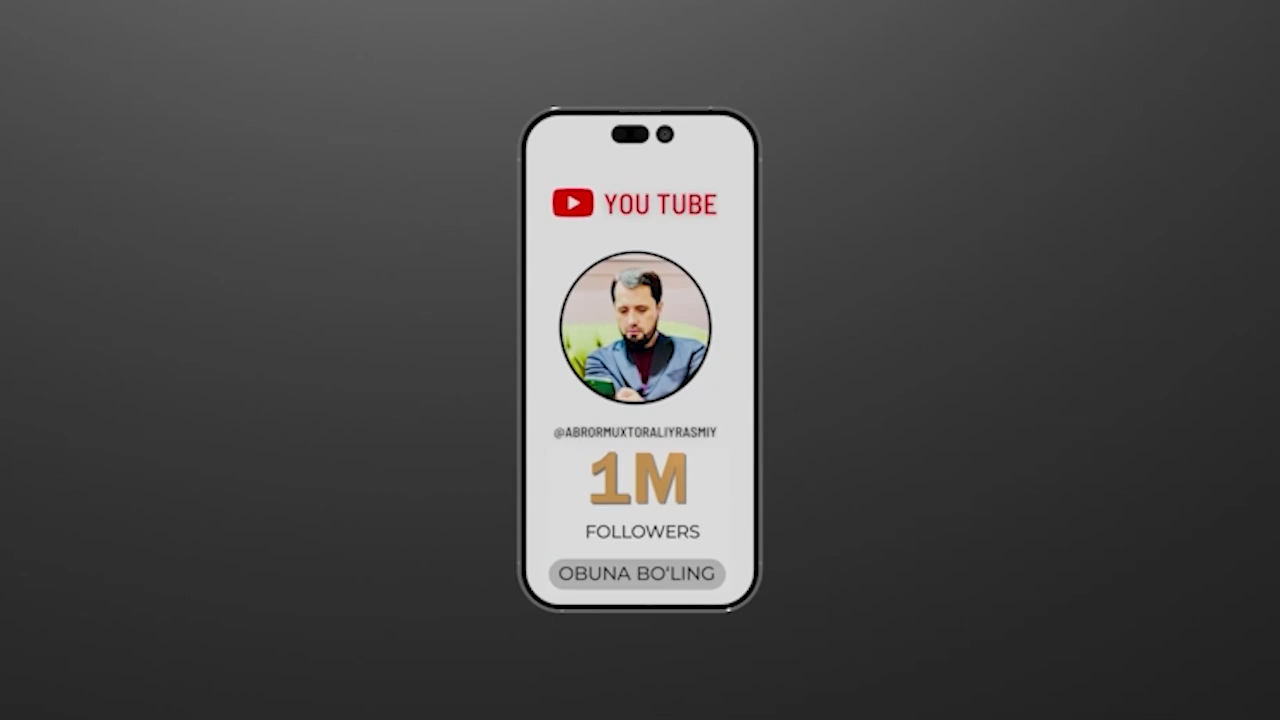 YOU TUBE
@ABRORMUXTORALIYRASMIY
1M
FOLLOWERS
OBUNA BO‘LING